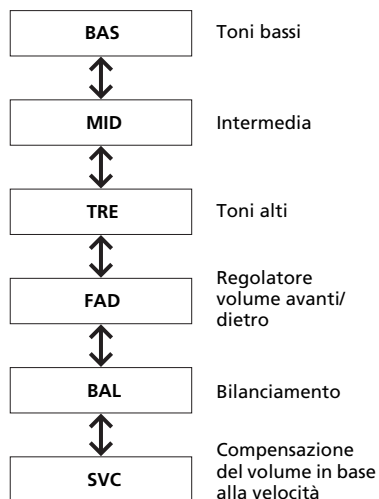 BAS
Toni bassi
MID
Intermedia
TRE
Toni alti
FAD
Regolatore
volume avanti/
dietro
BAL
Bilanciamento
SVC
Compensazione
del volume in base
alla velocità